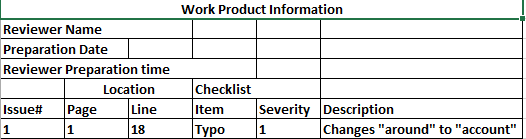 Work Product Information
Reviewer Name
Preparation Date
Reviewer Preparation time
Location Checklist
Issue# Page Line Item Severity Description
1 1 18 Typo 1 Changes "around" to "account"